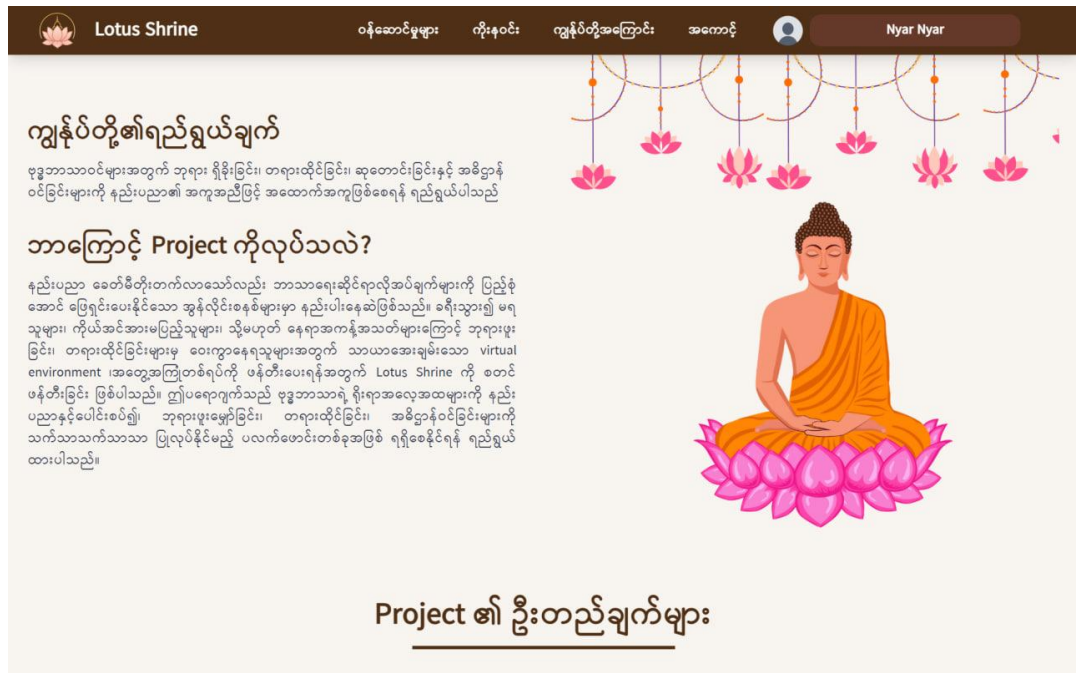 Lotus Shrine
ဝန်ဆောင်မှုများ
ကိုးနဝင်း
ကျွန်ုပ်တို့အကြောင်း
အကောင့်
Nyar Nyar
ကျွန်ုပ်တို့၏ရည်ရွယ်ချက်
ဗုဒ္ဓဘာသာဝင်များအတွက် ဘုရား ရှိခိုးခြင်း၊ တရားထိုင်ခြင်း၊ ဆုတောင်းခြင်းနှင့် အဓိဋ္ဌာန်
ဝင်ခြင်းများကို နည်းပညာ၏ အကူအညီဖြင့် အထောက်အကူဖြစ်စေရန် ရည်ရွယ်ပါသည်
ဘာကြောင့် Project ကိုလုပ်သလဲ?
နည်းပညာ ခေတ်မီတိုးတက်လာသော်လည်း ဘာသာရေးဆိုင်ရာလိုအပ်ချက်များကို ပြည့်စုံ
အောင် ဖြေရှင်းပေးနိုင်သော အွန်လိုင်းစနစ်များမှာ နည်းပါးနေဆဲဖြစ်သည်။ ခရီးသွား၍ မရ
သူများ၊ ကိုယ်အင်အားမပြည့်သူများ၊ သို့မဟုတ် နေရာအကန့်အသတ်များကြောင့် ဘုရားဖူး
ခြင်း၊ တရားထိုင်ခြင်းများမှ ဝေးကွာနေရသူများအတွက် သာယာအေးချမ်းသော virtual
environment ၊အတွေ့အကြုံတစ်ရပ်ကို ဖန်တီးပေးရန်အတွက် Lotus Shrine ကို စတင်
ဖန်တီးခြင်း ဖြစ်ပါသည်။ ဤပရောဂျက်သည် ဗုဒ္ဓဘာသာရဲ့ ရိုးရာအလေ့အထများကို နည်း
ပညာနှင့်ပေါင်းစပ်၍၊ ဘုရားဖူးမျှော်ခြင်း၊ တရားထိုင်ခြင်း၊ အဓိဋ္ဌာန်ဝင်ခြင်းများကို
သက်သာသက်သာသာ ပြုလုပ်နိုင်မည့် ပလက်ဖောင်းတစ်ခုအဖြစ် ရရှိစေနိုင်ရန် ရည်ရွယ်
ထားပါသည်။
Project ၏ ဦးတည်ချက်များ